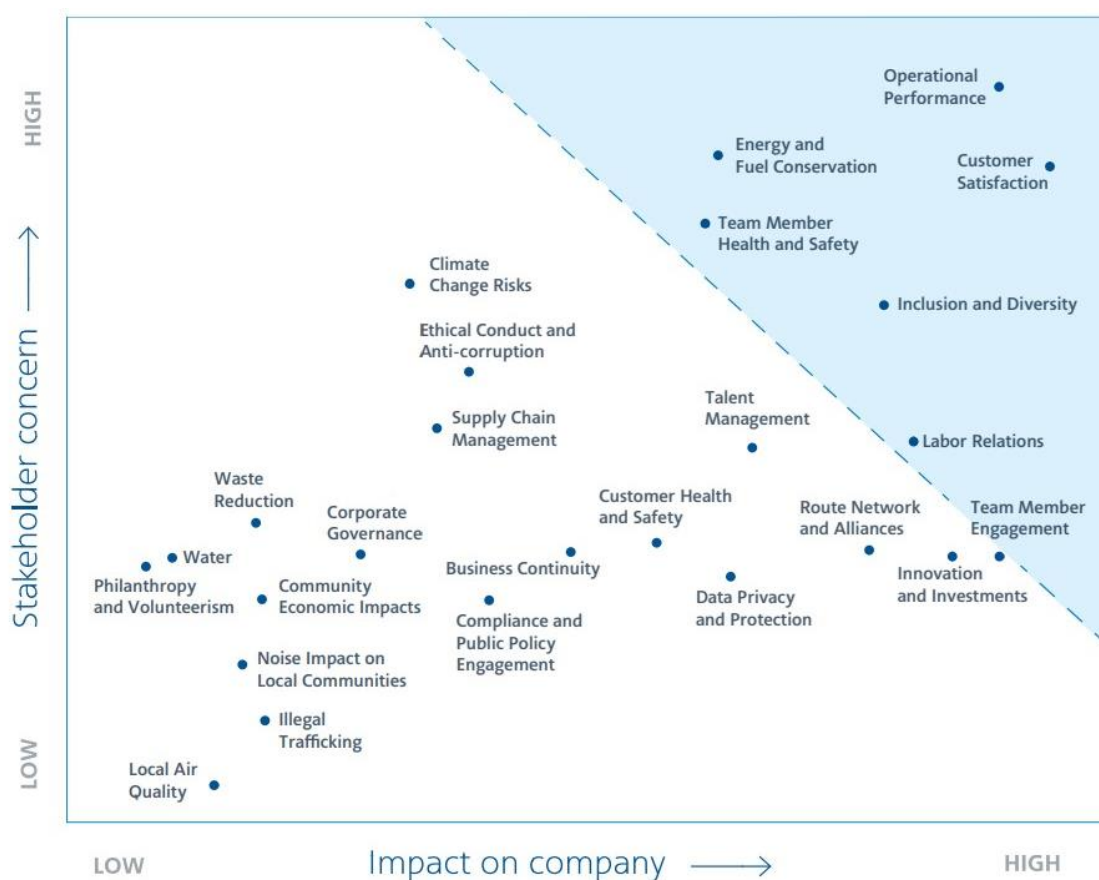 HIGH
Operational
Performance
Energy and
Fuel Conservation
Customer
Satisfaction
Team Member
Health and Safety
Climate
Change Risks
Inclusion and Diversity
Ethical Conduct and
Anti-corruption
Talent
Management
Supply Chain
Management
Labor Relations
Stakeholder concern
Waste
Reduction
Corporate
Governance
Customer Health
and Safety
Route Network
and Alliances
Team Member
Engagement
Water
Business Continuity
Innovation
and Investments
Philanthropy
and Volunteerism
Community
Economic Impacts
Data Privacy
and Protection
Compliance and
Public Policy
Engagement
Noise Impact on
Local Communities
Illegal
Trafficking
Local Air
Quality
LOW
LOW
Impact on company
HIGH